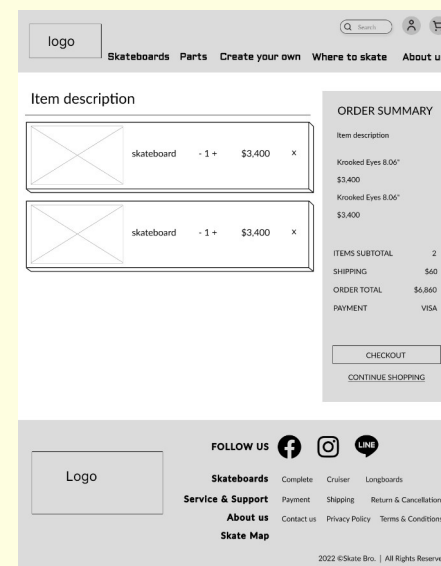 Search
logo
Skateboards Parts Create your own Where to skate About u
Item description
skateboard - 1 + $3,400 x
skateboard - 1 + $3,400 x
ORDER SUMMARY
Item description
Krooked Eyes 8.06"
$3,400
Krooked Eyes 8.06"
$3,400
ITEMS SUBTOTAL 2
SHIPPING $60
ORDER TOTAL $6,860
PAYMENT VISA
CHECKOUT
CONTINUE SHOPPING
Logo
FOLLOW US LINE
Skateboards Complete Cruiser Longboards
Service & Support Payment Shipping Return & Cancellation
About us Contact us Privacy Policy Terms & Conditions
Skate Map
2022 ©Skate Bro. | All Rights Reserve